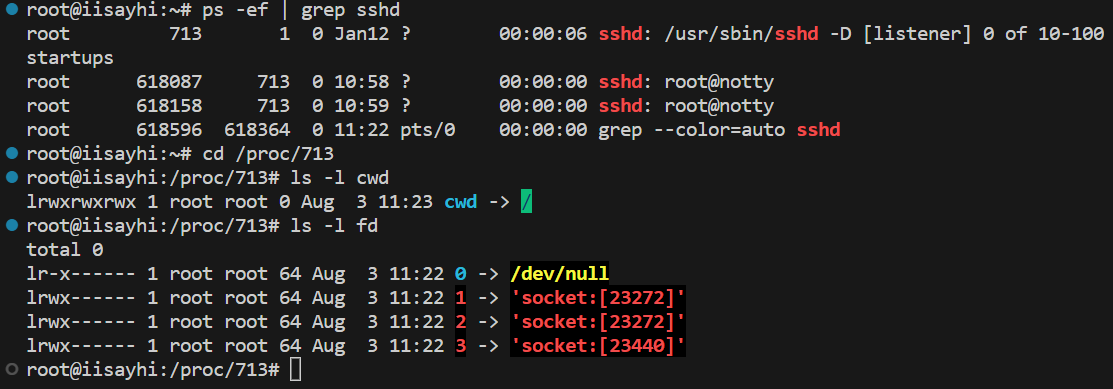 root@iisayhi:~# ps -ef | grep sshd
root         713       1  0 Jan12 ?        00:00:06 sshd: /usr/sbin/sshd -D [listener] 0 of 10-100
startups
root      618087     713  0 10:58 ?        00:00:00 sshd: root@notty
root      618158     713  0 10:59 ?        00:00:00 sshd: root@notty
root      618596  618364  0 11:22 pts/0    00:00:00 grep --color=auto sshd
root@iisayhi:~# cd /proc/713
root@iisayhi:/proc/713# ls -l cwd
lrwxrwxrwx 1 root root 0 Aug  3 11:23 cwd -> /
root@iisayhi:/proc/713# ls -l fd
total 0
lr-x------ 1 root root 64 Aug  3 11:22 0 -> /dev/null
lrwx------ 1 root root 64 Aug  3 11:22 1 -> 'socket:[23272]'
lrwx------ 1 root root 64 Aug  3 11:22 2 -> 'socket:[23272]'
lrwx------ 1 root root 64 Aug  3 11:22 3 -> 'socket:[23440]'
root@iisayhi:/proc/713#